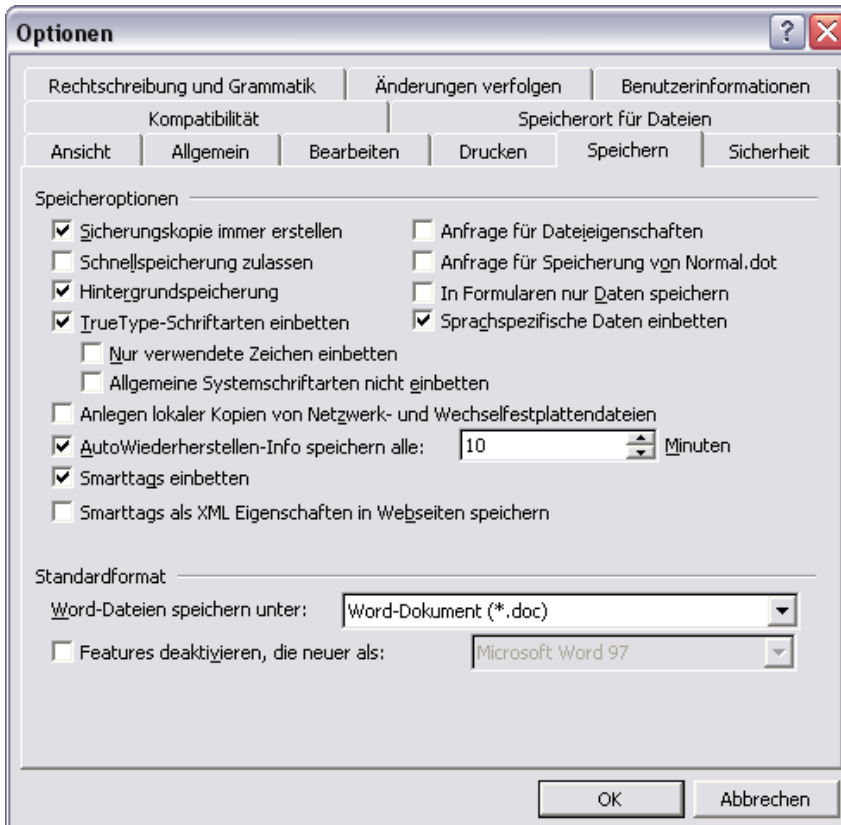 Optionen
Rechtschreibung und Grammatik Änderungen verfolgen Benutzerinformationen
Kompatibilität Speicherort für Dateien
Ansicht Allgemein Bearbeiten Drucken Speichern Sicherheit
Speicheroptionen
Sicherungskopie immer erstellen Anfrage für Dateieigenschaften
Schnellspeicherung zulassen Anfrage für Speicherung von Normal.dot
Hintergrundspeicherung In Formularen nur Daten speichern
TrueType-Schriftarten einbetten Sprachspezifische Daten einbetten
Nur verwendete Zeichen einbetten
Allgemeine Systemschriftarten nicht einbetten
Anlegen lokaler Kopien von Netzwerk- und Wechselfestplattendateien
AutoWiederherstellen-Info speichern alle: 10 Minuten
Smarttags einbetten
Smarttags als XML Eigenschaften in Webseiten speichern
Standardformat
Word-Dateien speichern unter: Word-Dokument (*.doc)
Features deaktivieren, die neuer als: Microsoft Word 97
OK Abbrechen